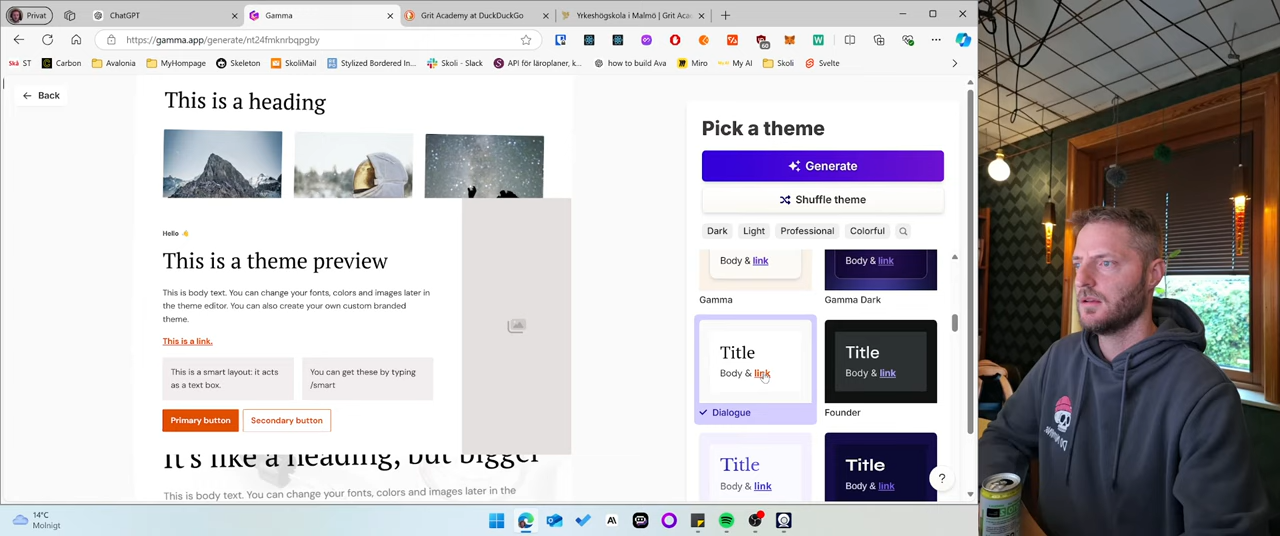 Privat
ChatGPT
Gamma
Grit Academy at DuckDuckGo
Yrkeshögskola i Malmö | Grit Aca
https://gamma.app/generate/nt24fmknrbqpgby
60
ST
Carbon
Avalonia
MyHompage
Skeleton
SkoliMail
Stylized Bordered In...
Skoli - Slack
API för läroplaner, k...
how to build Ava
Miro
My AI
Skoli
Svelte
Back
This is a heading
Hello
This is a theme preview
This is body text. You can change your fonts, colors and images later in
the theme editor. You can also create your own custom branded
theme.
This is a link.
This is a smart layout: it acts
as a text box.
You can get these by typing
/smart
Primary button
Secondary button
It's like a heading, but bigger
This is body text. You can change your fonts, colors and images later in the
Pick a theme
Generate
Shuffle theme
Dark
Light
Professional
Colorful
Body & link
Body & link
Gamma
Gamma Dark
Title
Body & link
Title
Body & link
Dialogue
Founder
Title
Body & link
Title
Body & link
?
14°C
Molnigt